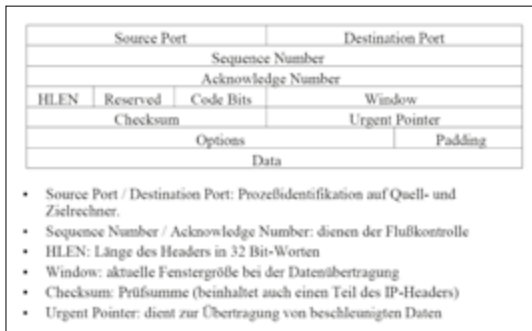 Source Port Destination Port
Sequence Number
Acknowledge Number
HLEN Reserved Code Bits Window
Checksum Urgent Pointer
Options Padding
Data
• Source Port / Destination Port: Prozeßidentifikation auf Quell- und
Zielrechner.
• Sequence Number / Acknowledge Number: dienen der Flußkontrolle
• HLEN: Länge des Headers in 32 Bit-Worten
• Window: aktuelle Fenstergröße bei der Datenübertragung
• Checksum: Prüfsumme (beinhaltet auch einen Teil des IP-Headers)
• Urgent Pointer: dient zur Übertragung von beschleunigten Daten